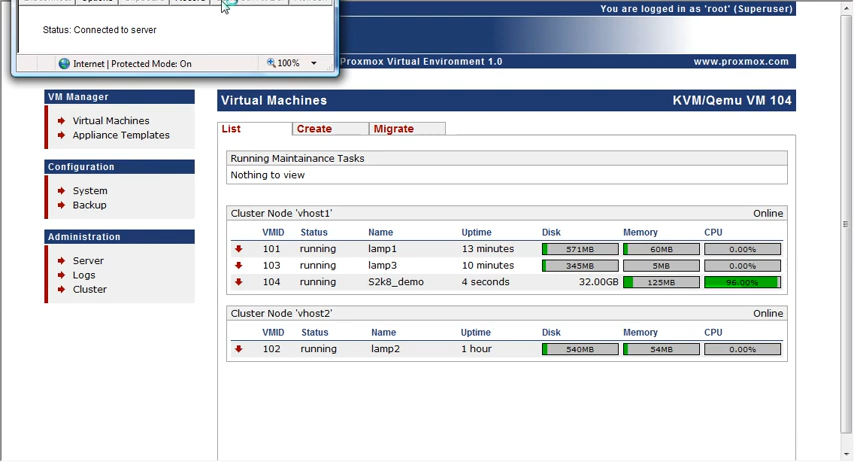 Options
Record
You are logged in as 'root' (Superuser)
Status: Connected to server
Internet | Protected Mode: On
100%
Proxmox Virtual Environment 1.0
www.proxmox.com
VM Manager
Virtual Machines
Appliance Templates
Configuration
System
Backup
Administration
Server
Logs
Cluster
Virtual Machines
KVM/Qemu VM 104
List
Create
Migrate
Running Maintainance Tasks
Nothing to view
Cluster Node 'vhost1'
Online
VMID Status Name Uptime Disk Memory CPU
101 running lamp1 13 minutes 571MB 60MB 0.00%
103 running lamp3 10 minutes 345MB 5MB 0.00%
104 running S2k8_demo 4 seconds 32.00GB 125MB 96.00%
Cluster Node 'vhost2'
Online
VMID Status Name Uptime Disk Memory CPU
102 running lamp2 1 hour 540MB 54MB 0.00%